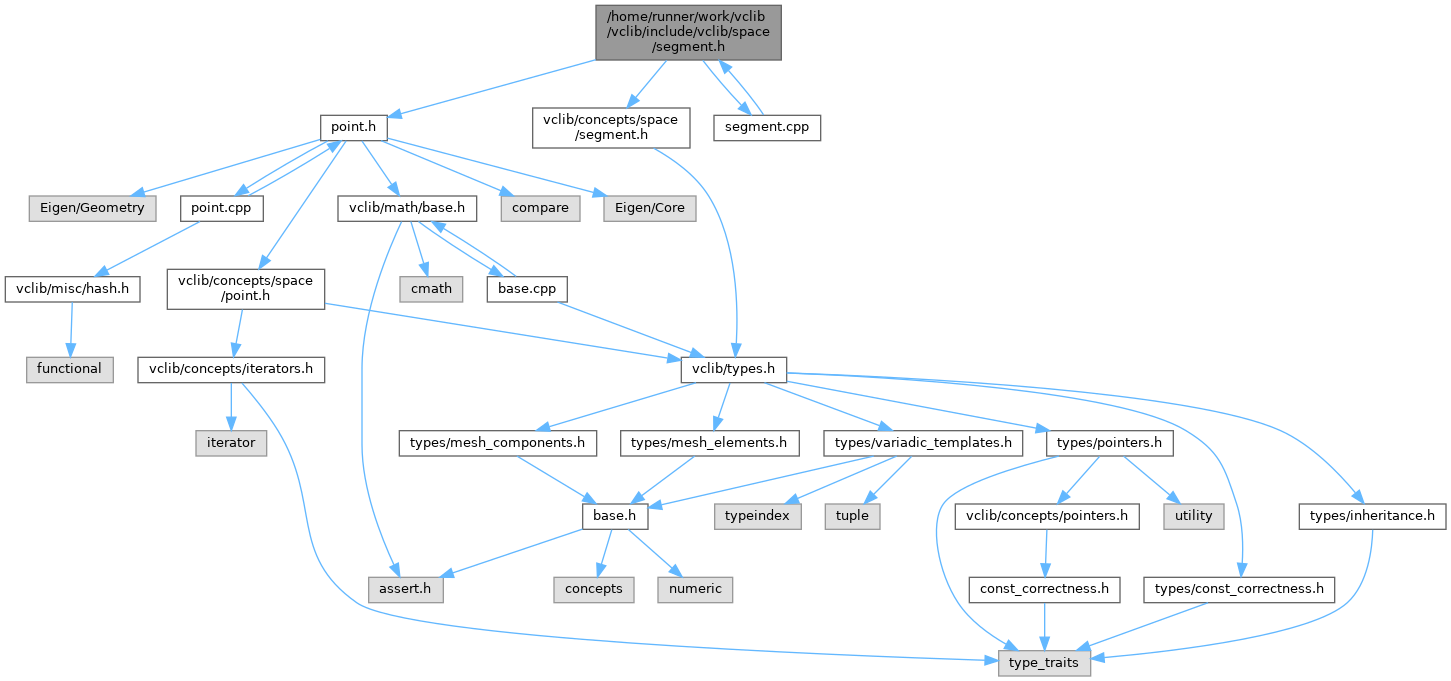 /home/runner/work/vclib
/vclib/include/vclib/space
/segment.h
point.h
vclib/concepts/space
/segment.h
segment.cpp
Eigen/Geometry
point.cpp
vclib/math/base.h
compare
Eigen/Core
vclib/misc/hash.h
vclib/concepts/space
/point.h
cmath
base.cpp
functional
vclib/concepts/iterators.h
vclib/types.h
iterator
types/mesh_components.h
types/mesh_elements.h
types/variadic_templates.h
types/pointers.h
base.h
typeindex
tuple
vclib/concepts/pointers.h
utility
types/inheritance.h
assert.h
concepts
numeric
const_correctness.h
types/const_correctness.h
type_traits